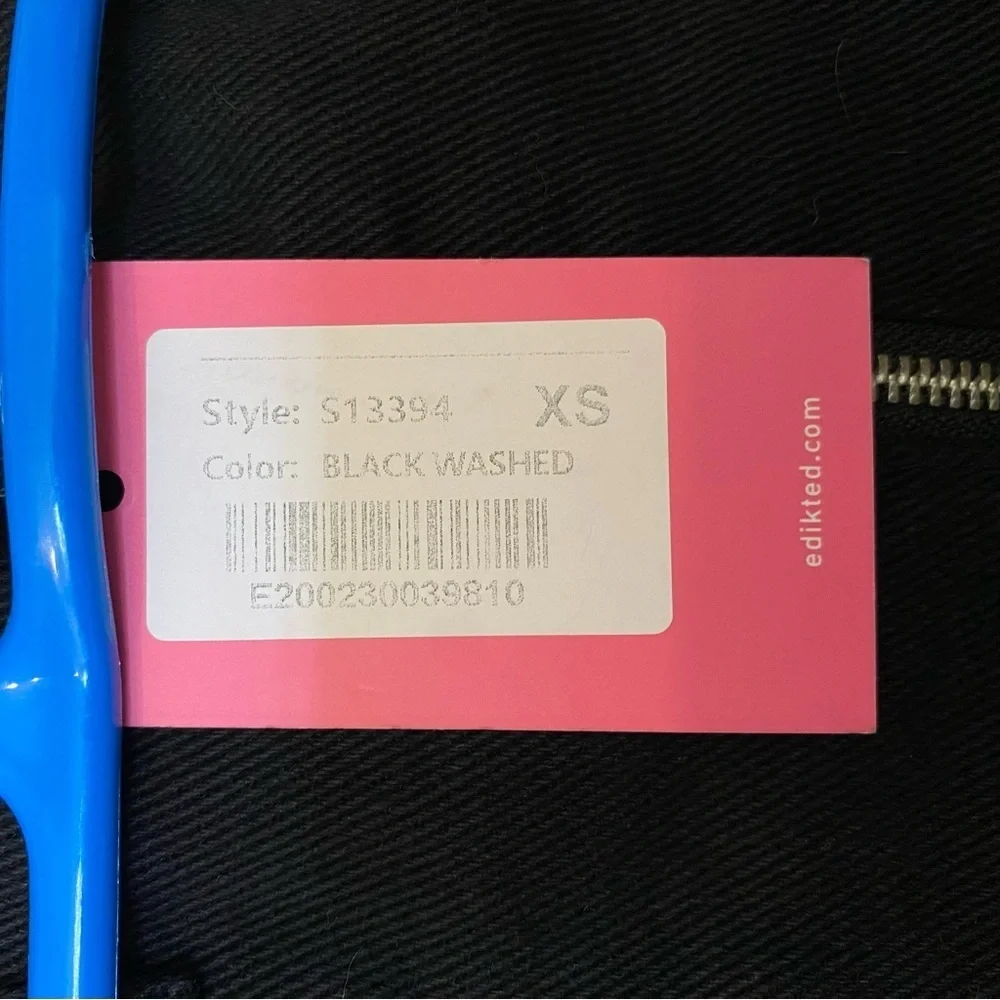 Style: S13394 XS
Color: BLACK WASHED
E200230039810
edikted.com